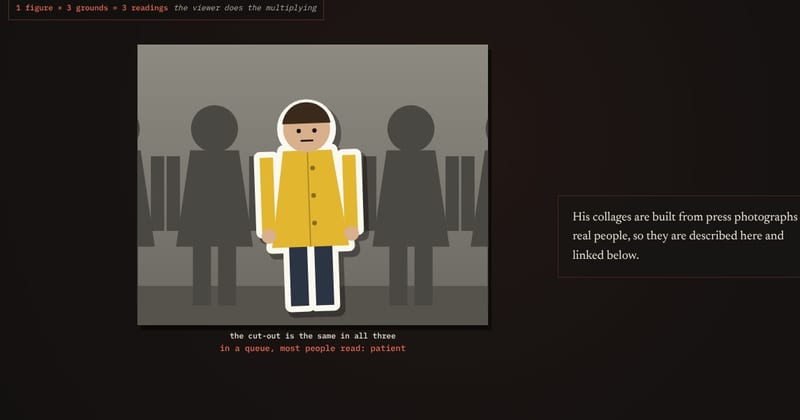 1 figure × 3 grounds = 3 readings the viewer does the multiplying
the cut-out is the same in all three
in a queue, most people read: patient
His collages are built from press photographs
real people, so they are described here and
linked below.